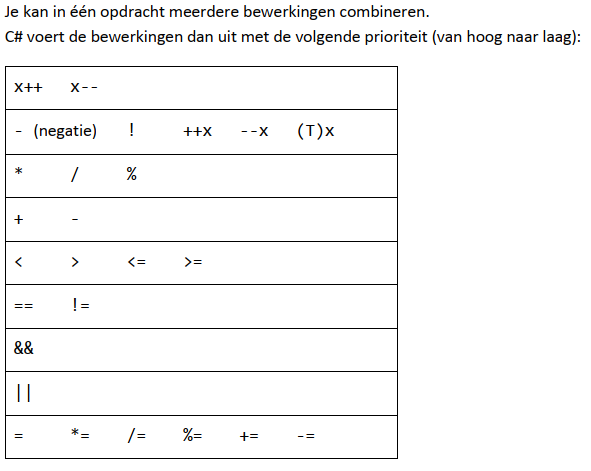 Je kan in één opdracht meerdere bewerkingen combineren.
C# voert de bewerkingen dan uit met de volgende prioriteit (van hoog naar laag):
x++ x--
- (negatie) ! ++x --x (T)x
* / %
+ -
< > <= >=
== !=
&&
||
= *= /= %= += -=